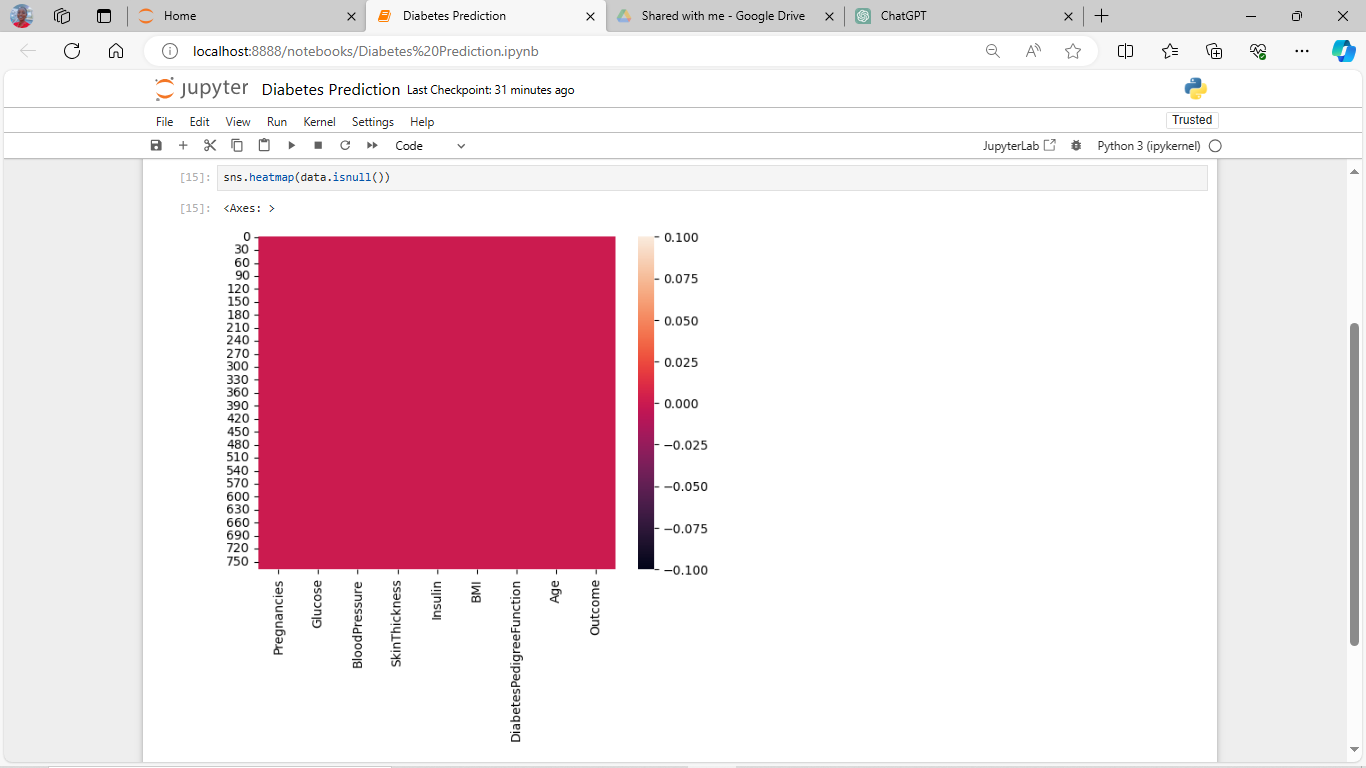 Home
Diabetes Prediction
Shared with me - Google Drive
ChatGPT
localhost:8888/notebooks/Diabetes%20Prediction.ipynb
jupyter Diabetes Prediction Last Checkpoint: 31 minutes ago
File Edit View Run Kernel Settings Help
Trusted
Code
JupyterLab
Python 3 (ipykernel)
[15]: sns.heatmap(data.isnull())
[15]: <Axes: >
0
30
60
90
120
150
180
210
240
270
300
330
360
390
420
450
480
510
540
570
600
630
660
690
720
750
Pregnancies
Glucose
BloodPressure
SkinThickness
Insulin
BMI
DiabetesPedigreeFunction
Age
Outcome
0.100
0.075
0.050
0.025
0.000
−0.025
−0.050
−0.075
−0.100